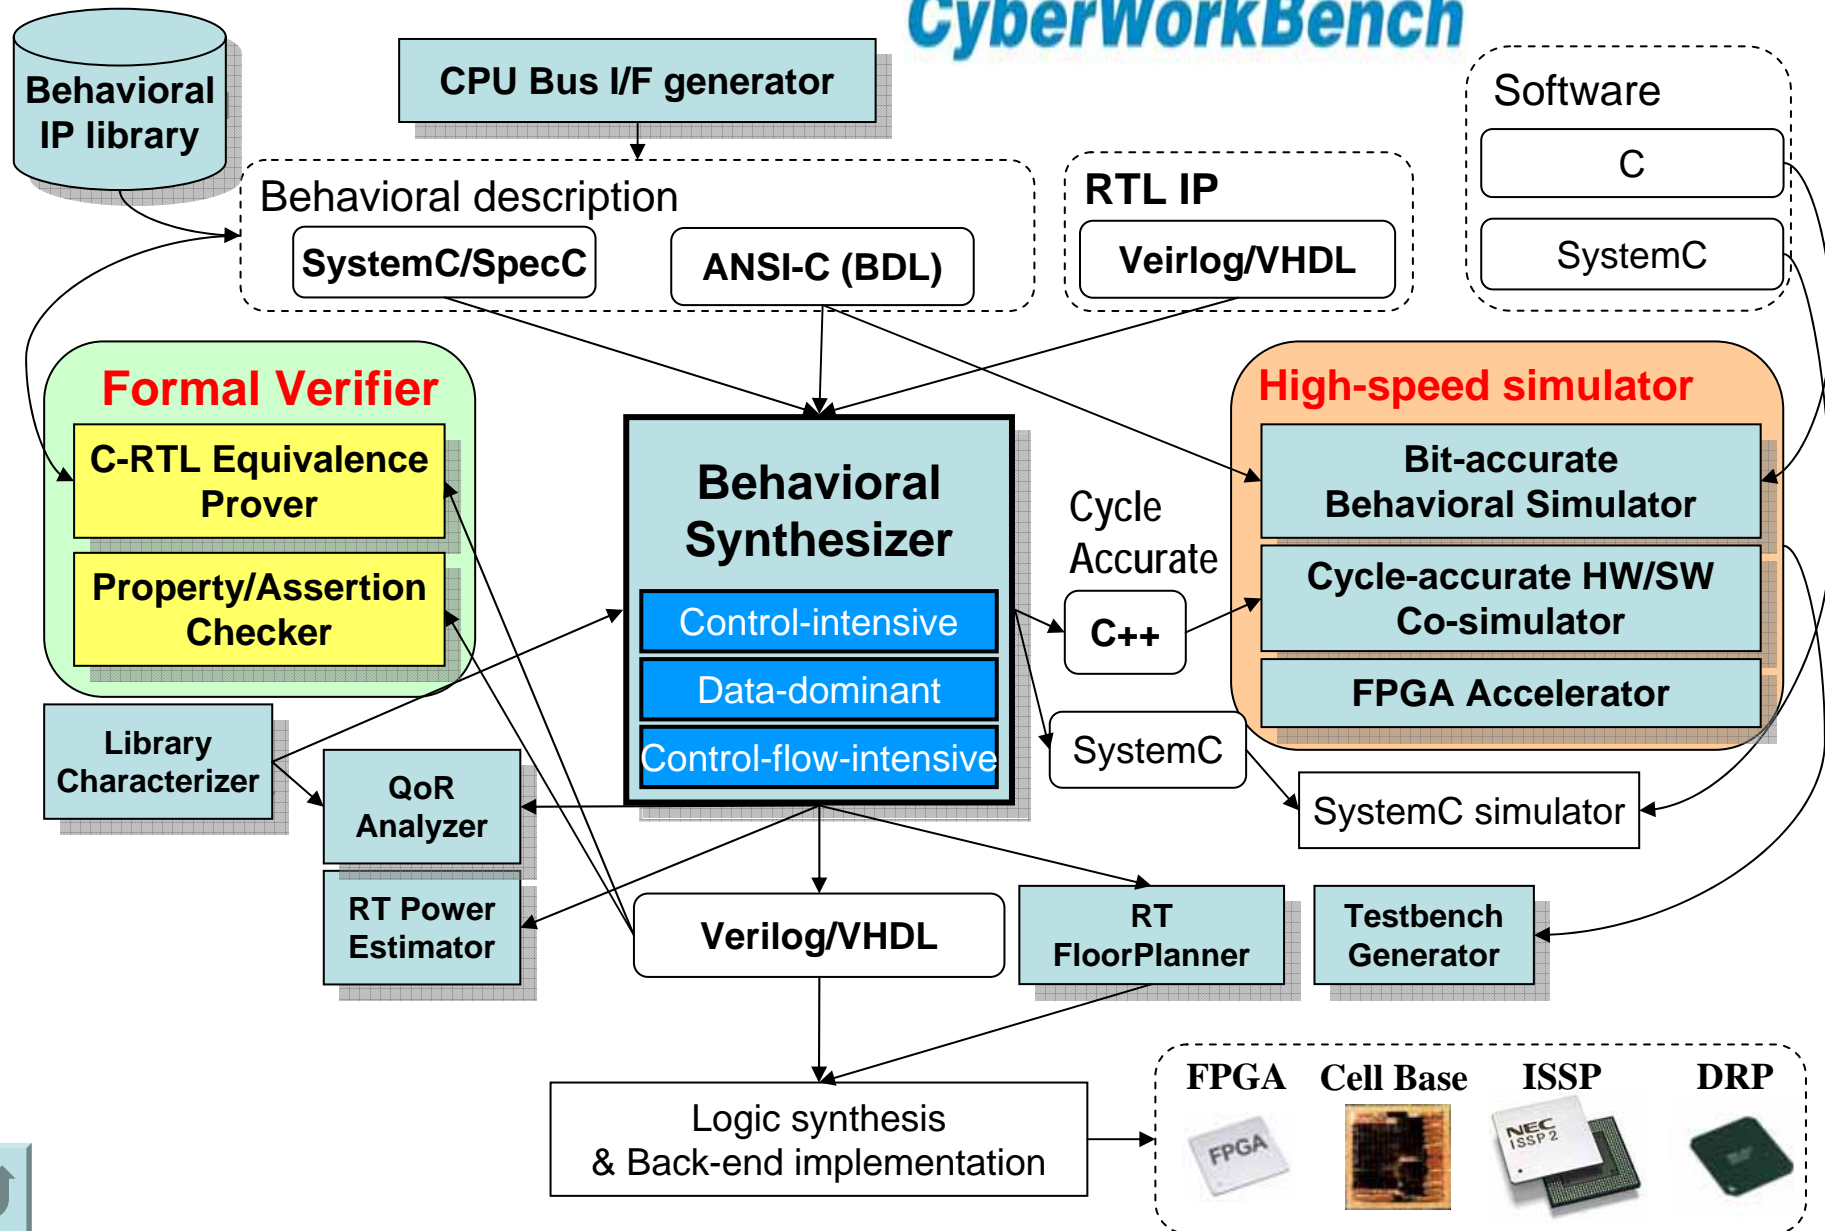 CyberWorkBench
Behavioral
IP library
CPU Bus I/F generator
Software
C
SystemC
Behavioral description
SystemC/SpecC
ANSI-C (BDL)
RTL IP
Veirlog/VHDL
Formal Verifier
C-RTL Equivalence
Prover
Property/Assertion
Checker
Behavioral
Synthesizer
Control-intensive
Data-dominant
Control-flow-intensive
Cycle
Accurate
C++
SystemC
High-speed simulator
Bit-accurate
Behavioral Simulator
Cycle-accurate HW/SW
Co-simulator
FPGA Accelerator
SystemC simulator
Library
Characterizer
QoR
Analyzer
RT Power
Estimator
Verilog/VHDL
RT
FloorPlanner
Testbench
Generator
Logic synthesis
& Back-end implementation
FPGA
Cell Base
ISSP
DRP
FPGA
NEC
ISSP2